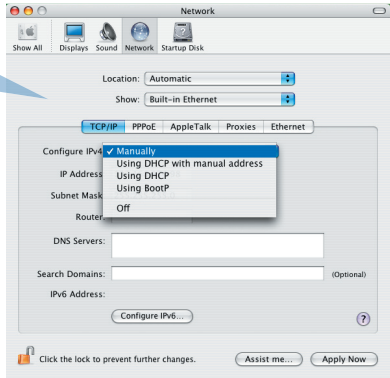 Network
Show All Displays Sound Network Startup Disk
Location: Automatic
Show: Built-in Ethernet
TCP/IP PPPoE AppleTalk Proxies Ethernet
Configure IPv4 ✓ Manually
Using DHCP with manual address
IP Address Using DHCP
Using BootP
Subnet Mask
Off
Router
DNS Servers:
Search Domains: (Optional)
IPv6 Address:
Configure IPv6...
?
Click the lock to prevent further changes. Assist me... Apply Now